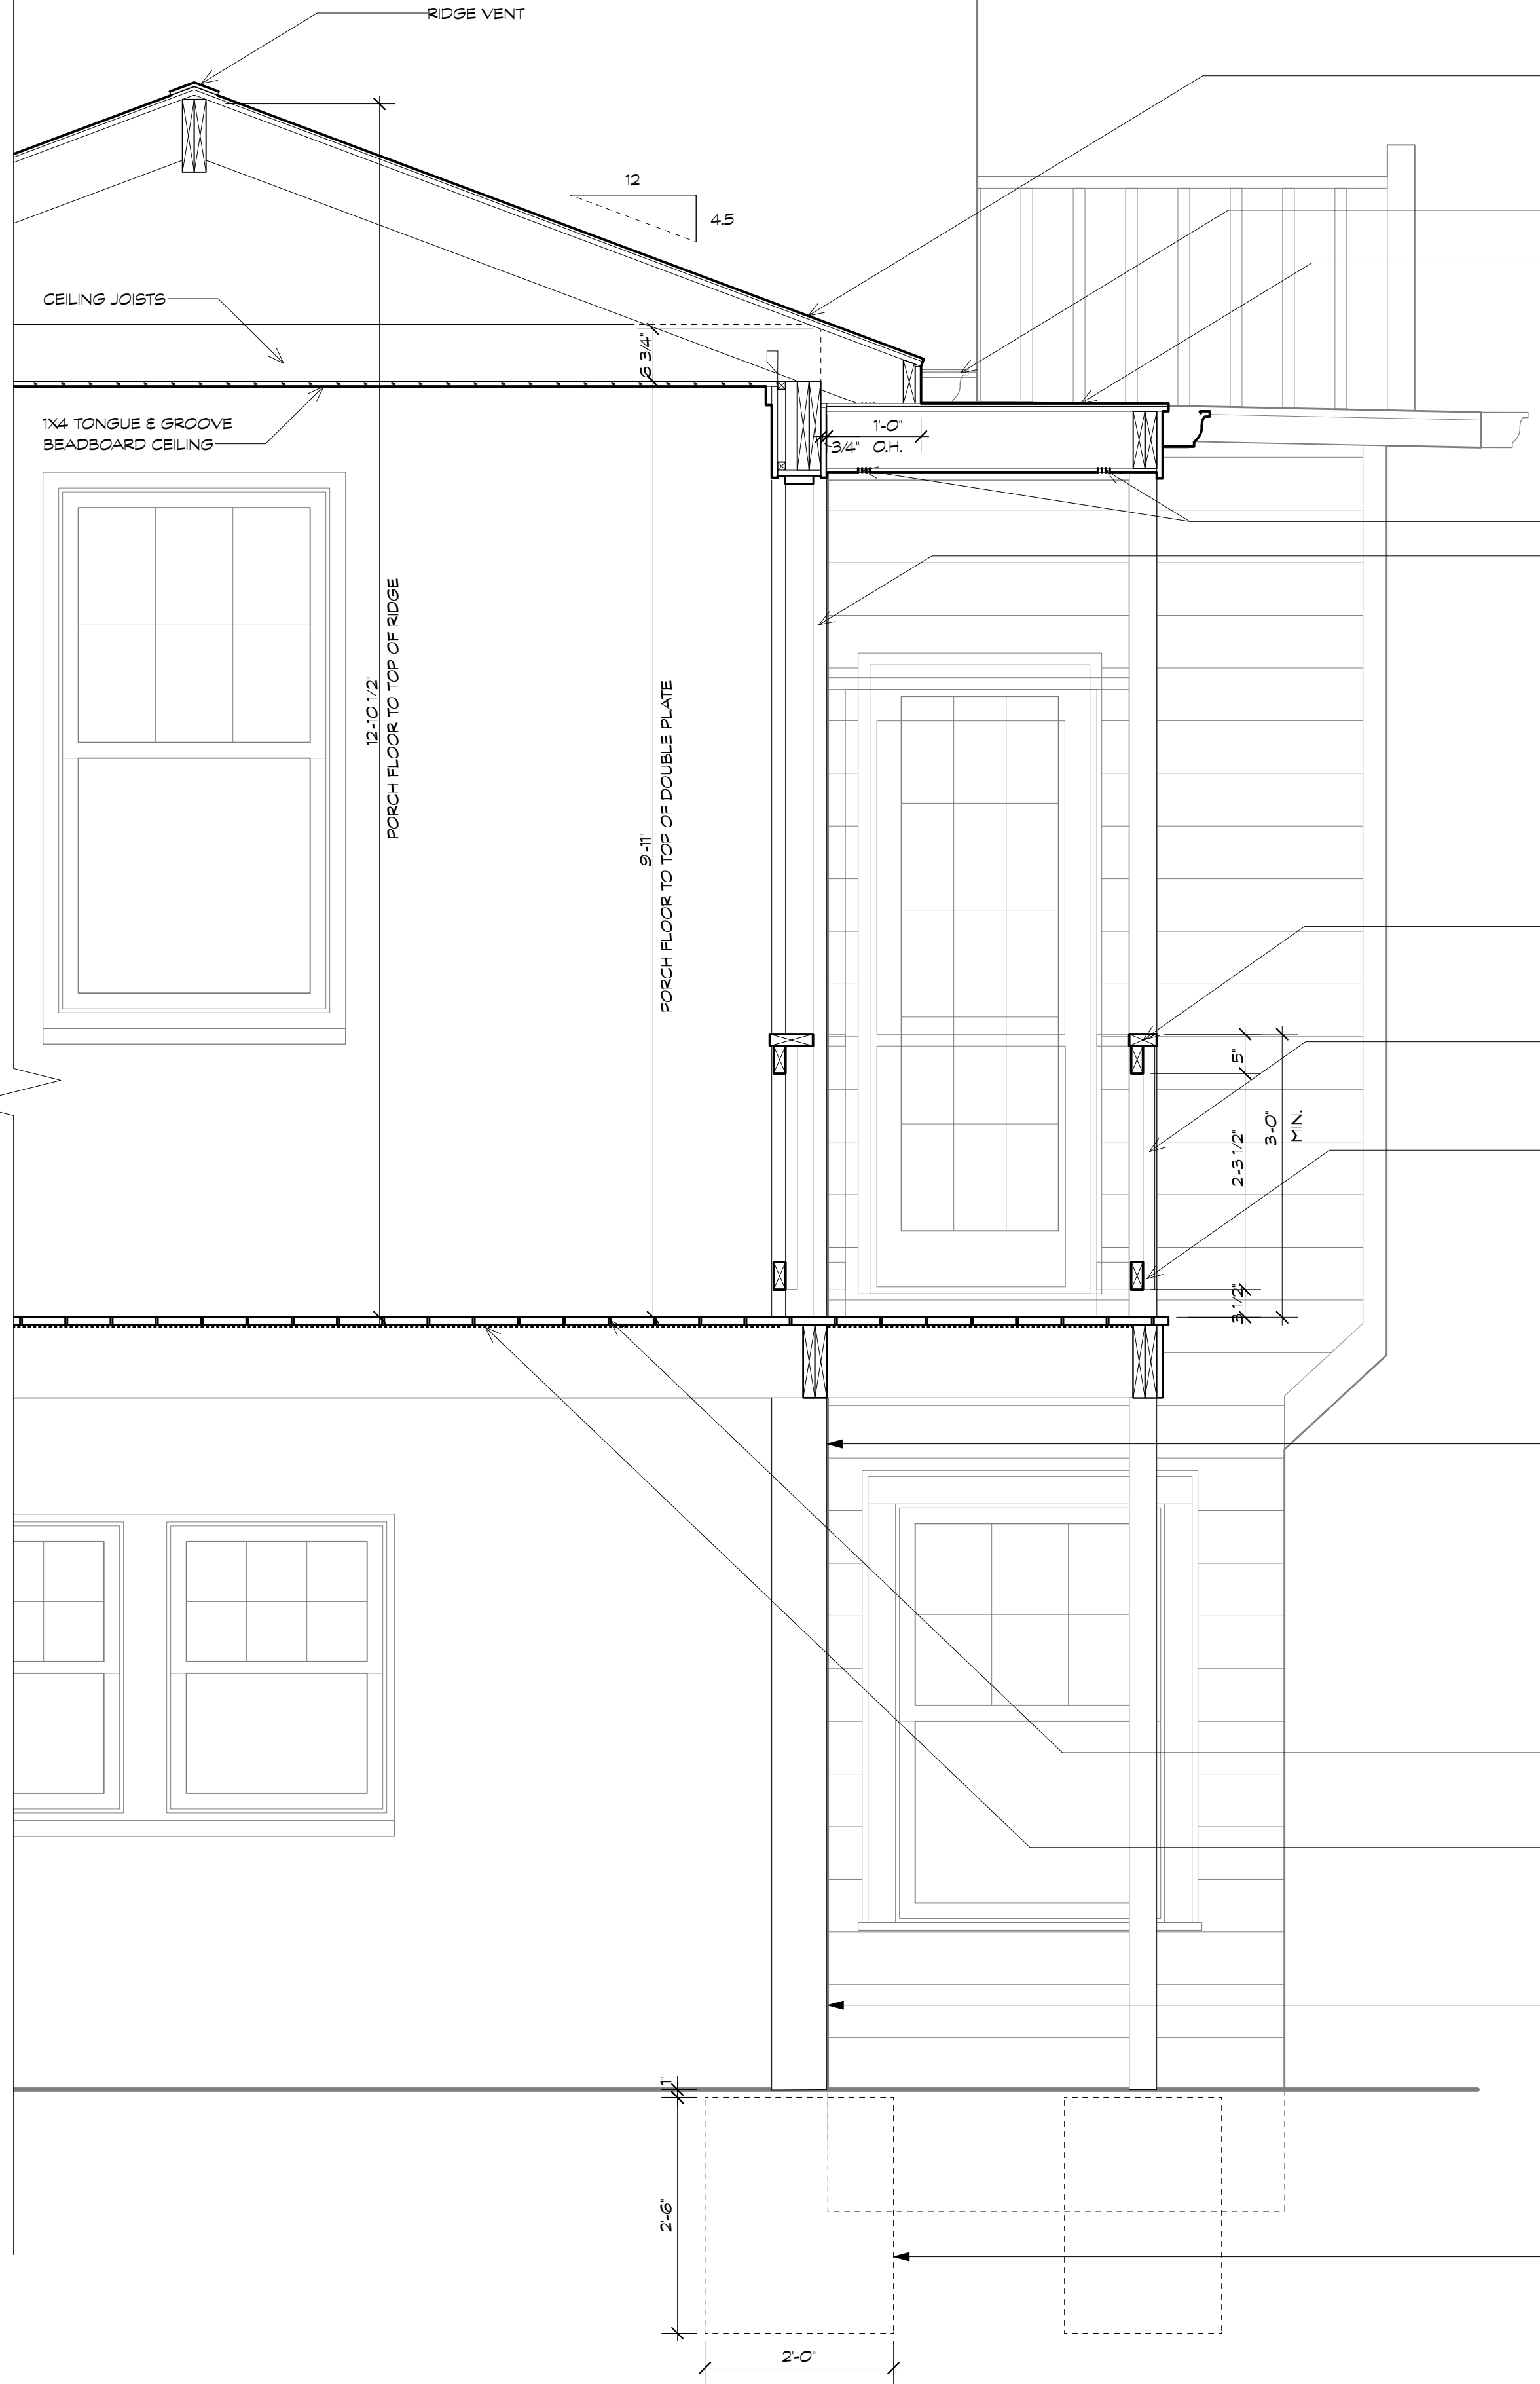 RIDGE VENT
12
4.5
CEILING JOISTS
6 3/4"
1X4 TONGUE & GROOVE
BEADBOARD CEILING
1'-0"
3/4" O.H.
12'-10 1/2"
PORCH FLOOR TO TOP OF RIDGE
9'-11"
PORCH FLOOR TO TOP OF DOUBLE PLATE
5"
2'-3 1/2"
3'-0"
MIN.
3 1/2"
1"
2'-6"
2'-0"